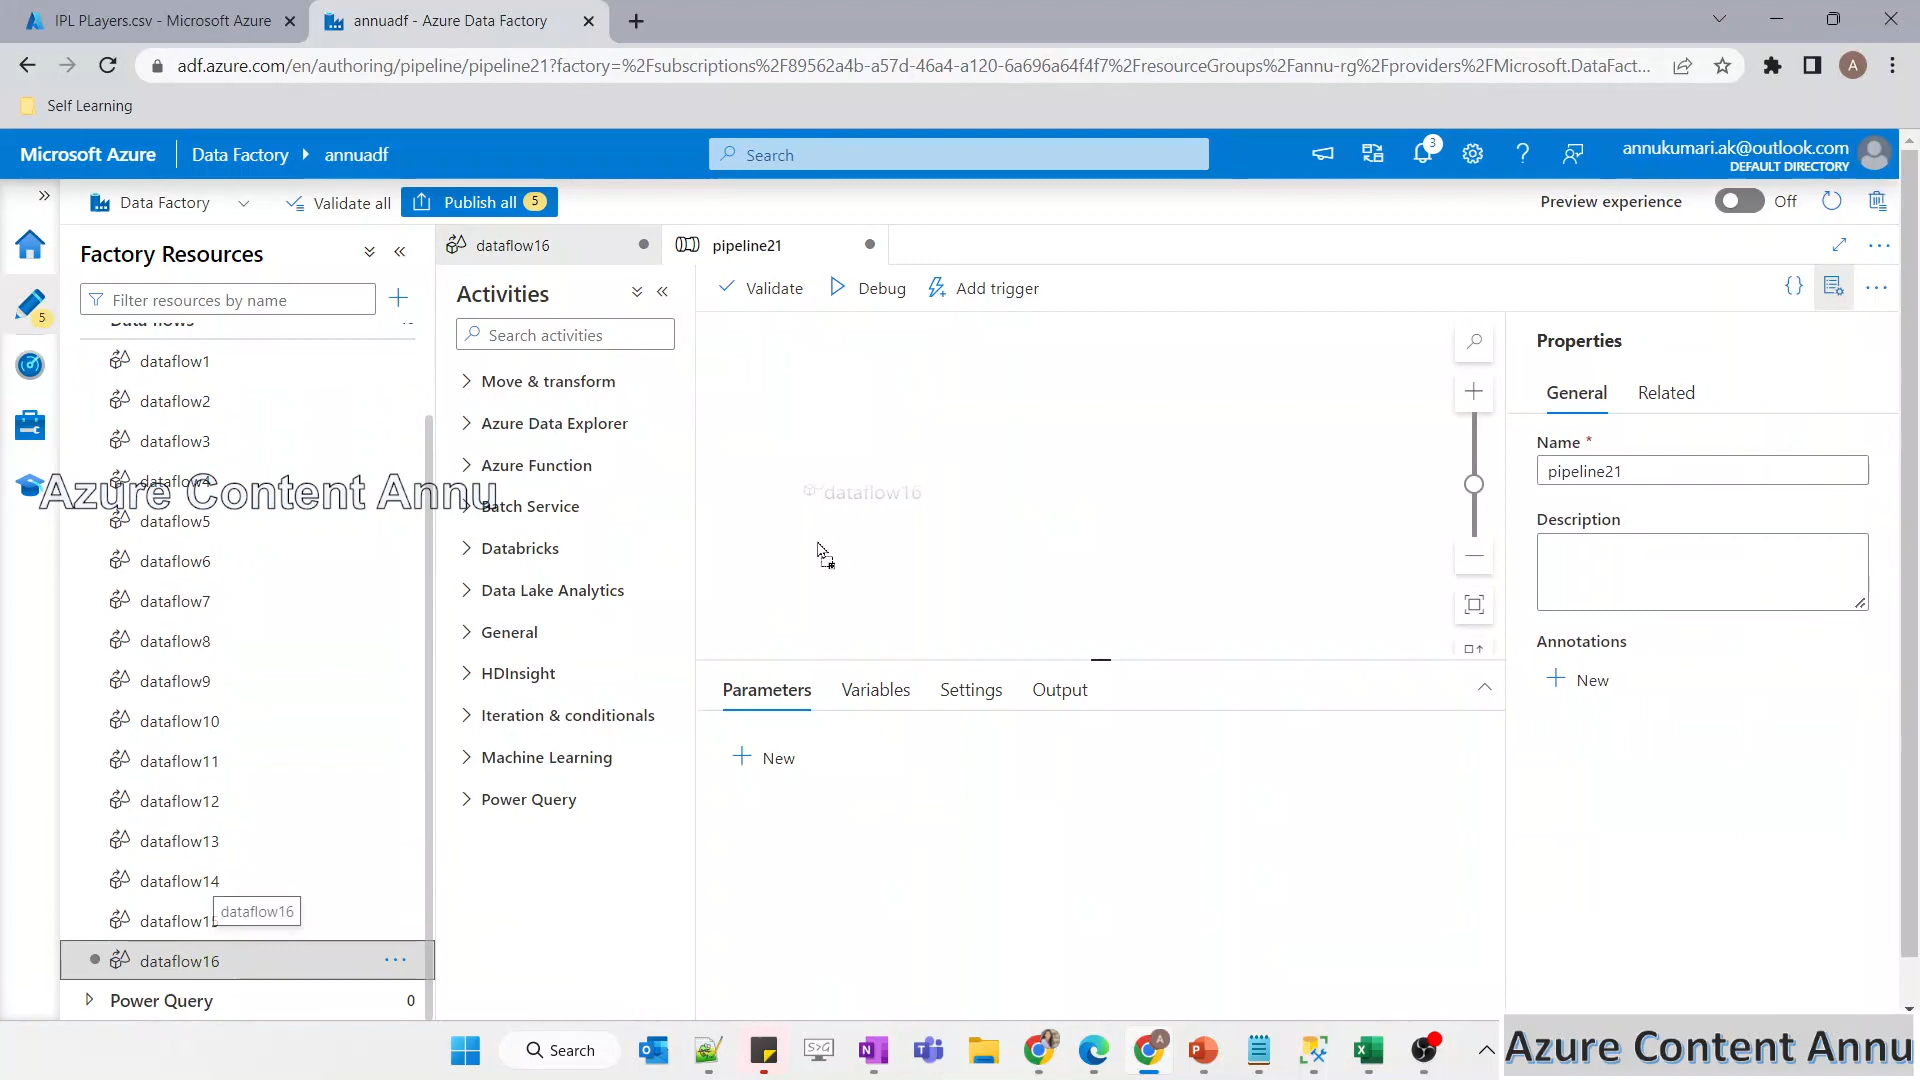 IPL PLayers.csv - Microsoft Azure
annuadf - Azure Data Factory
adf.azure.com/en/authoring/pipeline/pipeline21?factory=%2Fsubscriptions%2F89562a4b-a57d-46a4-a120-6a696a64f4f7%2FresourceGroups%2Fannu-rg%2Fproviders%2FMicrosoft.DataFact...
A
Self Learning
Microsoft Azure
Data Factory
annuadf
Search
3
annukumari.ak@outlook.com
DEFAULT DIRECTORY
Data Factory
Validate all
Publish all
5
Preview experience
Off
Factory Resources
Filter resources by name
5
dataflow1
dataflow2
dataflow3
dataflow4
dataflow5
dataflow6
dataflow7
dataflow8
dataflow9
dataflow10
dataflow11
dataflow12
dataflow13
dataflow14
dataflow15
dataflow16
dataflow16
Power Query
0
Azure Content Annu
dataflow16
pipeline21
Activities
Search activities
Move & transform
Azure Data Explorer
Azure Function
Batch Service
Databricks
Data Lake Analytics
General
HDInsight
Iteration & conditionals
Machine Learning
Power Query
Validate
Debug
Add trigger
dataflow16
Parameters
Variables
Settings
Output
New
Properties
General
Related
Name *
pipeline21
Description
Annotations
New
Search
Azure Content Annu